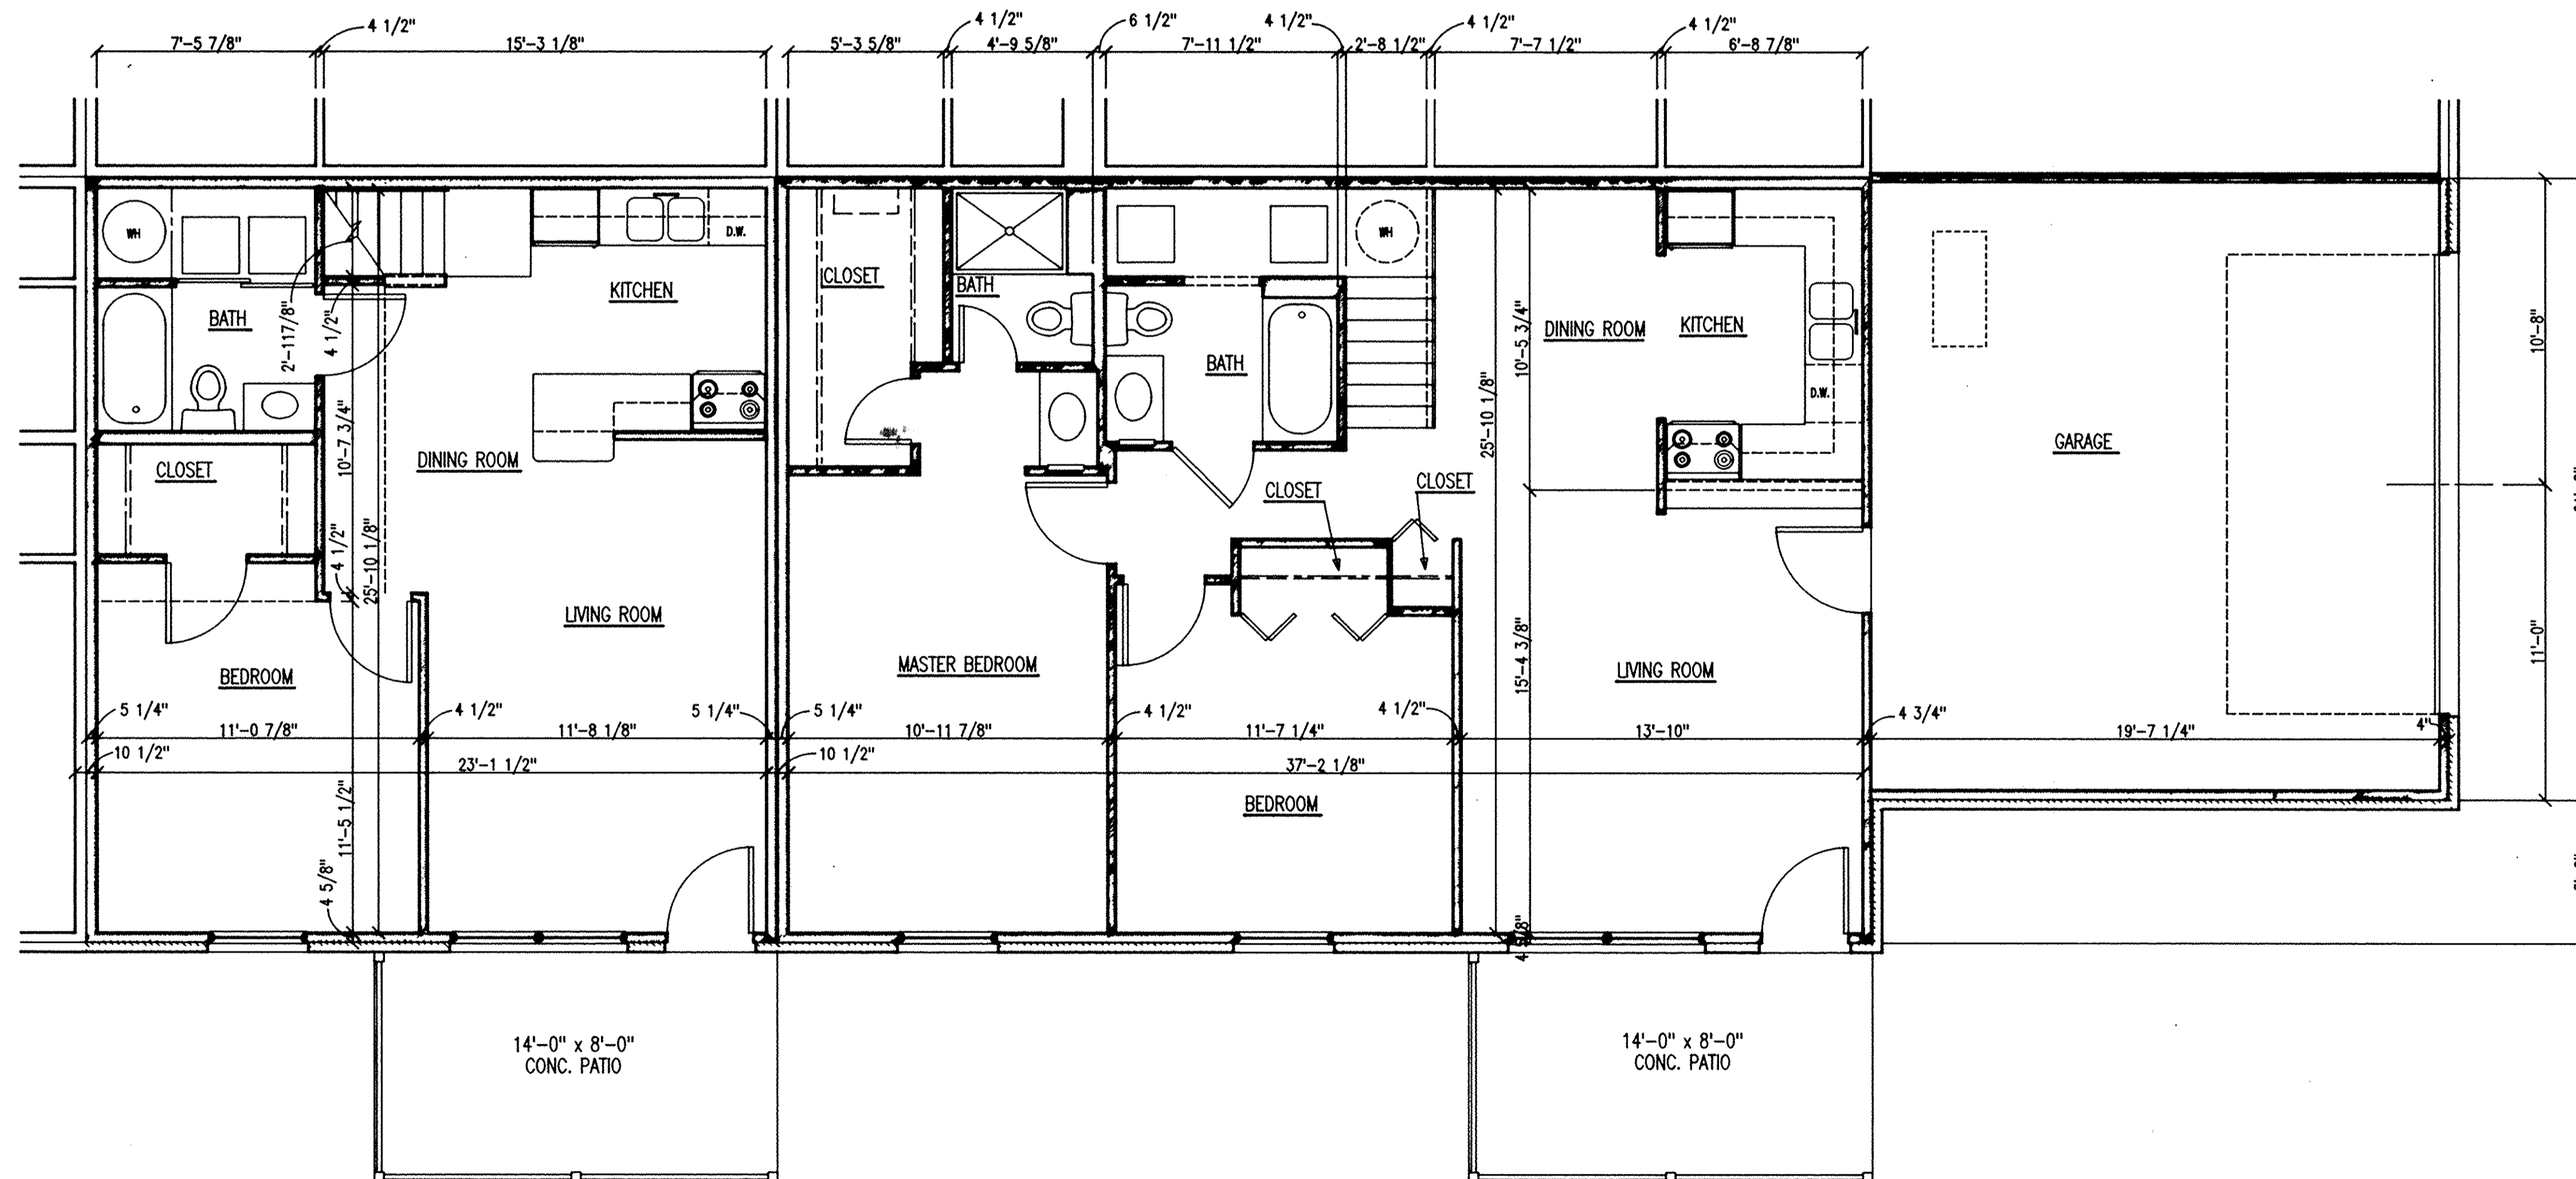 4 1/2"
4 1/2"
6 1/2"
4 1/2"
4 1/2"
4 1/2"
7'-5 7/8"
15'-3 1/8"
5'-3 5/8"
4'-9 5/8"
7'-11 1/2"
2'-8 1/2"
7'-7 1/2"
6'-8 7/8"
WH
D.W.
WH
CLOSET
BATH
KITCHEN
BATH
2'-117/8"
4 1/2"
DINING ROOM
KITCHEN
10'-5 3/4"
10'-8"
BATH
D.W.
25'-10 1/8"
10'-7 3/4"
DINING ROOM
CLOSET
GARAGE
CLOSET
CLOSET
4 1/2"
25'-10 1/8"
LIVING ROOM
BEDROOM
MASTER BEDROOM
15'-4 3/8"
LIVING ROOM
11'-0"
5 1/4"
4 1/2"
5 1/4"
5 1/4"
4 1/2"
4 1/2"
4 3/4"
4"
11'-0 7/8"
11'-8 1/8"
10'-11 7/8"
11'-7 1/4"
13'-10"
19'-7 1/4"
10 1/2"
23'-1 1/2"
10 1/2"
37'-2 1/8"
11'-5 1/2"
BEDROOM
4 5/8"
14'-0" x 8'-0"
CONC. PATIO
14'-0" x 8'-0"
CONC. PATIO